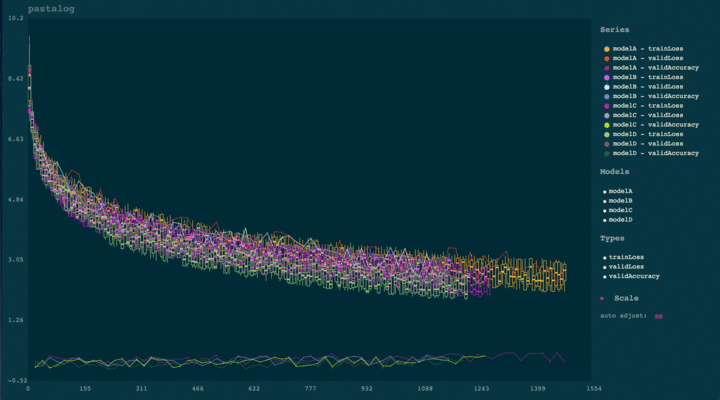 pastalog
10.2
8.42
6.63
4.84
3.05
1.26
-0.52
0
155
311
466
622
777
932
1088
1243
1399
1554
Series
modelA - trainLoss
modelA - validLoss
modelA - validAccuracy
modelB - trainLoss
modelB - validLoss
modelB - validAccuracy
modelC - trainLoss
modelC - validLoss
modelC - validAccuracy
modelD - trainLoss
modelD - validLoss
modelD - validAccuracy
Models
modelA
modelB
modelC
modelD
Types
trainLoss
validLoss
validAccuracy
Scale
auto adjust: